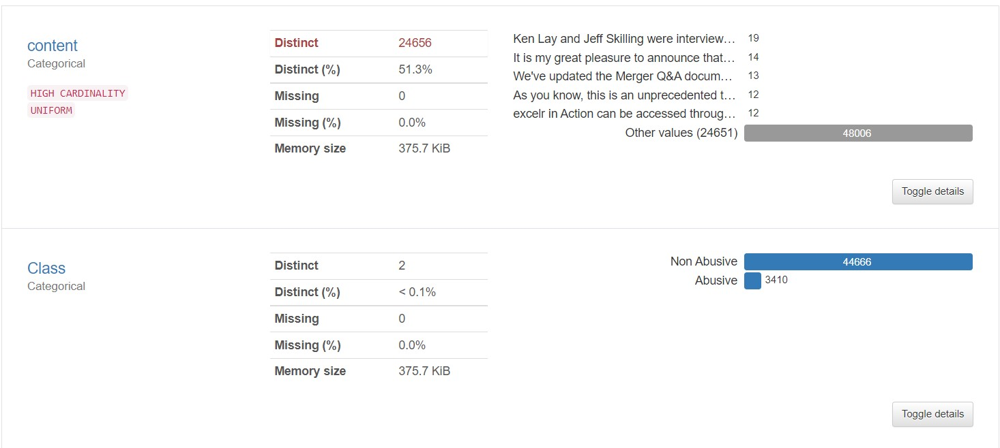 content
Categorical
HIGH CARDINALITY
UNIFORM
Distinct 24656
Distinct (%) 51.3%
Missing 0
Missing (%) 0.0%
Memory size 375.7 KiB
Ken Lay and Jeff Skilling were interview… 19
It is my great pleasure to announce that… 14
We've updated the Merger Q&A docum… 13
As you know, this is an unprecedented t… 12
excelr in Action can be accessed throug… 12
Other values (24651) 48006
Toggle details
Class
Categorical
Distinct 2
Distinct (%) < 0.1%
Missing 0
Missing (%) 0.0%
Memory size 375.7 KiB
Non Abusive 44666
Abusive 3410
Toggle details